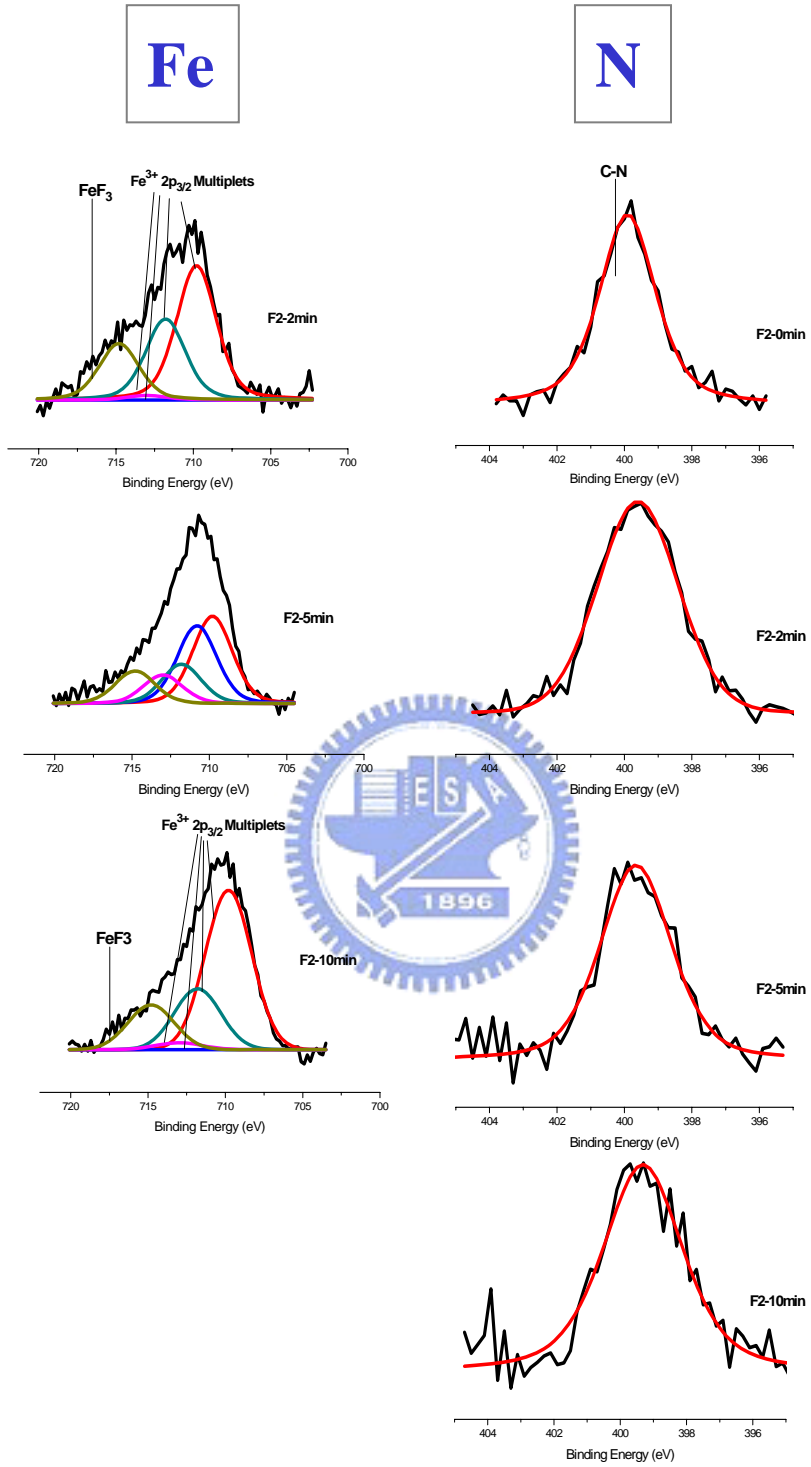 Fe
N
FeF3
Fe3+ 2p3/2 Multiplets
F2-2min
720 715 710 705 700
Binding Energy (eV)
F2-5min
720 715 710 705 700
Binding Energy (eV)
Fe3+ 2p3/2 Multiplets
FeF3
F2-10min
720 715 710 705 700
Binding Energy (eV)
C-N
F2-0min
404 402 400 398 396
Binding Energy (eV)
F2-2min
404 402 400 398 396
Binding Energy (eV)
F2-5min
404 402 400 398 396
Binding Energy (eV)
F2-10min
404 402 400 398 396
Binding Energy (eV)
E S A
1896